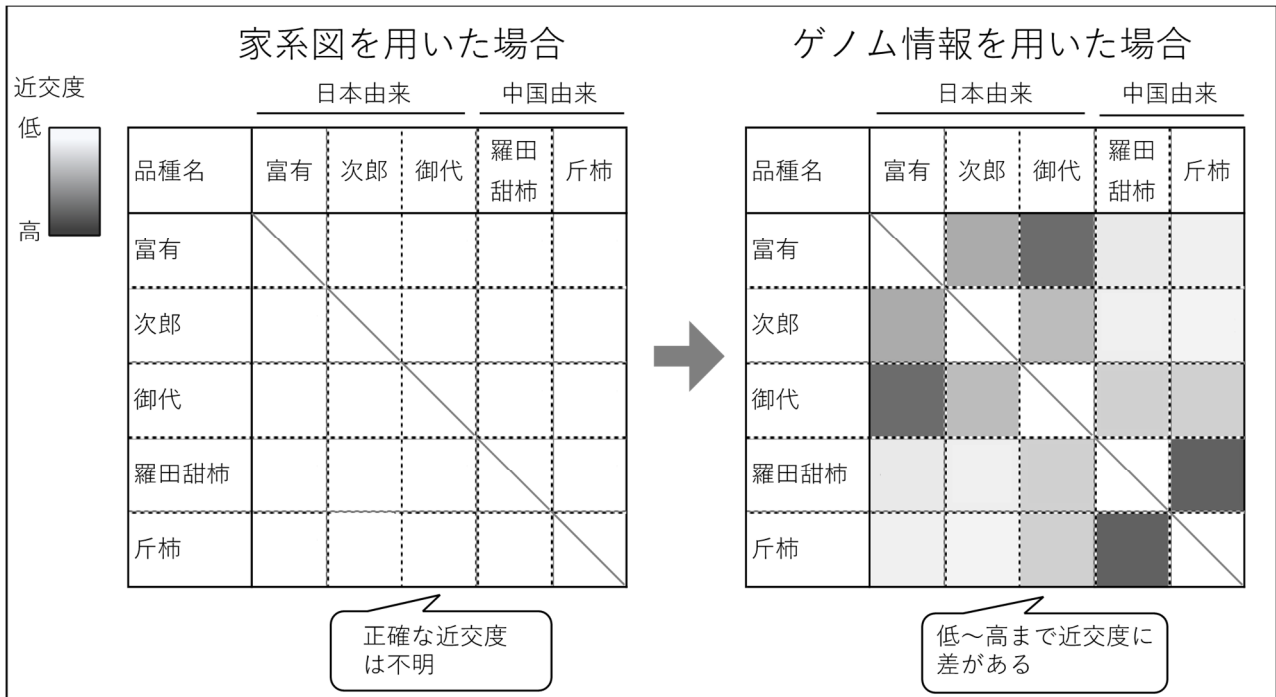 家系図を用いた場合
ゲノム情報を用いた場合
近交度
低
高
日本由来
中国由来
品種名 富有 次郎 御代 羅田 斤柿
甜柿
富有
次郎
御代
羅田甜柿
斤柿
正確な近交度
は不明
日本由来
中国由来
品種名 富有 次郎 御代 羅田 斤柿
甜柿
富有
次郎
御代
羅田甜柿
斤柿
低～高まで近交度に
差がある